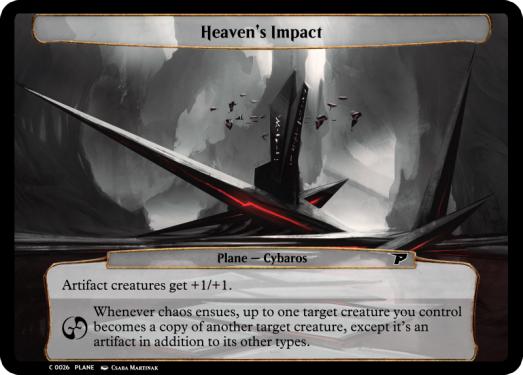 Heaven's Impact
Plane — Cybaros
Artifact creatures get +1/+1.
Whenever chaos ensues, up to one target creature you control
becomes a copy of another target creature, except it's an
artifact in addition to its other types.
C 0026 PLANE CSABA MARTINAK